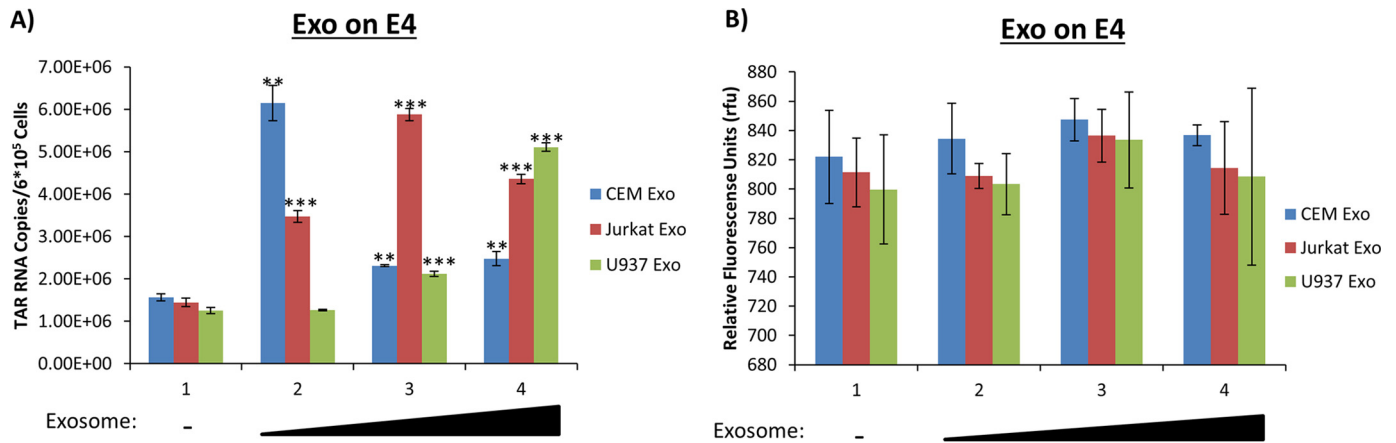 A)
Exo on E4
TAR RNA Copies/6*10⁵ Cells
7.00E+06
6.00E+06
5.00E+06
4.00E+06
3.00E+06
2.00E+06
1.00E+06
0.00E+00
**
***
**
***
***
**
***
***
1
2
3
4
CEM Exo
Jurkat Exo
U937 Exo
Exosome:
-
B)
Exo on E4
Relative Fluorescense Units (rfu)
880
860
840
820
800
780
760
740
720
700
680
1
2
3
4
CEM Exo
Jurkat Exo
U937 Exo
Exosome:
-